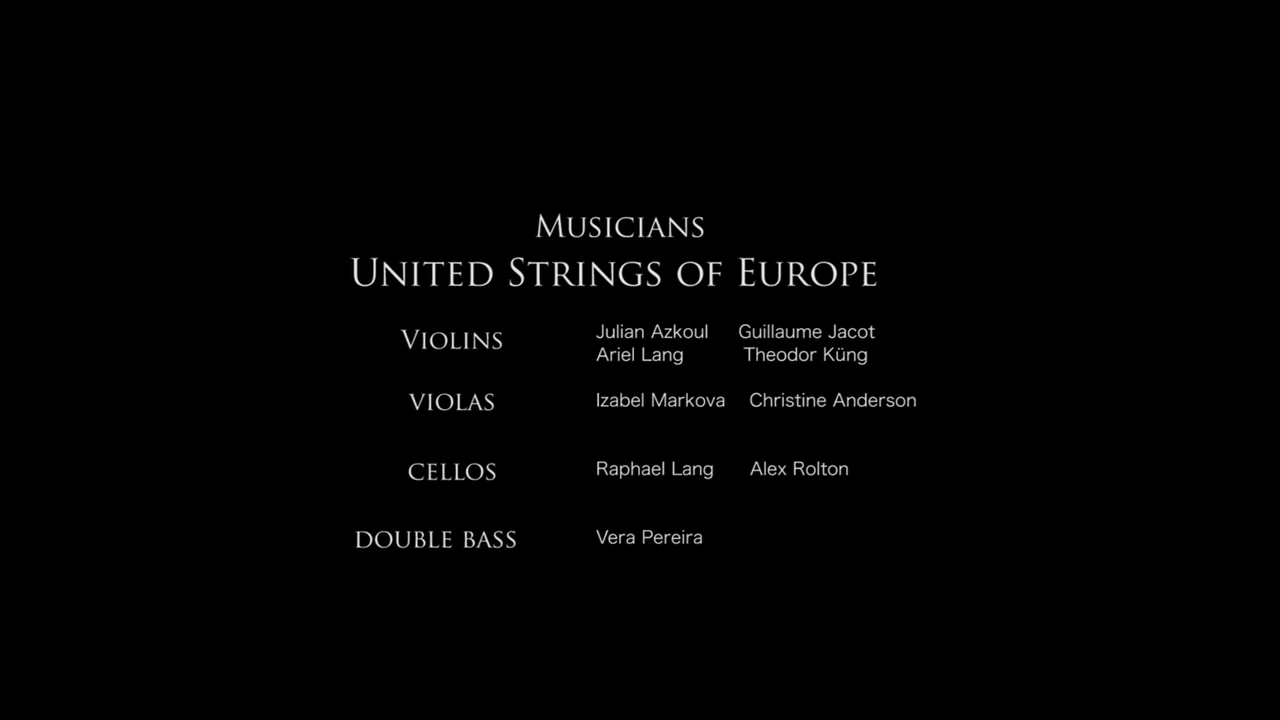 Musicians
United Strings of Europe
Violins Julian Azkoul Guillaume Jacot
Ariel Lang Theodor Küng
violas Izabel Markova Christine Anderson
cellos Raphael Lang Alex Rolton
double bass Vera Pereira